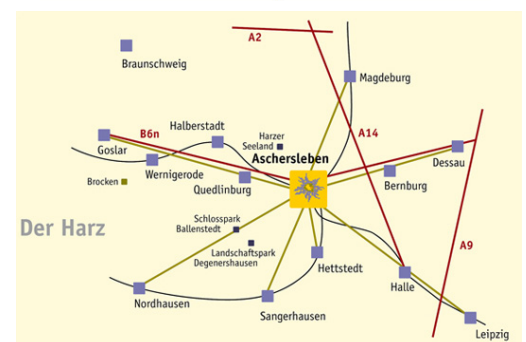 A2
Braunschweig
Magdeburg
B6n
Halberstadt
A14
Goslar
Harzer
Seeland
Aschersleben
Dessau
Wernigerode
Brocken
Quedlinburg
Bernburg
Der Harz
Schlosspark
Ballenstedt
Landschaftspark
Degenershausen
A9
Hettstedt
Halle
Nordhausen
Sangerhausen
Leipzig